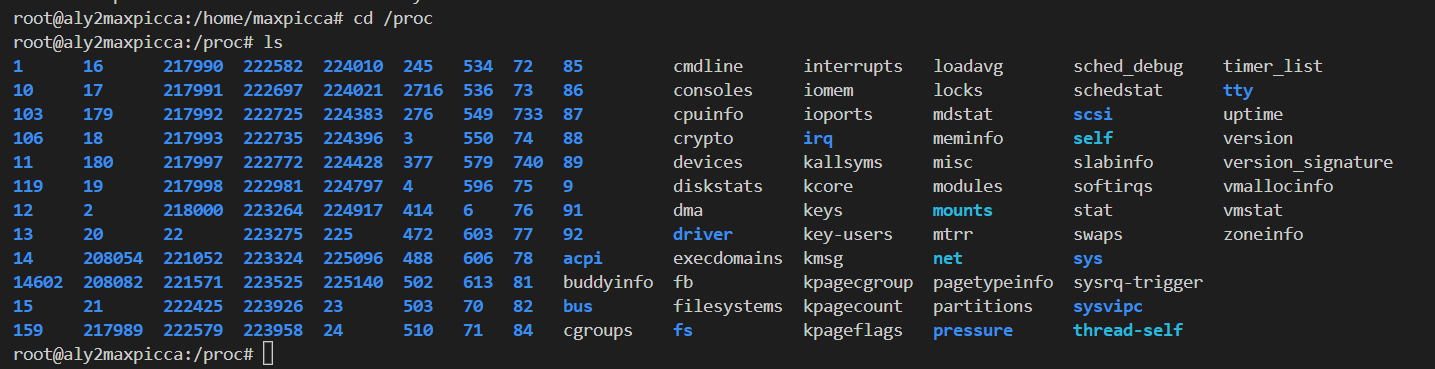 root@aly2maxpicca:/home/maxpicca# cd /proc
root@aly2maxpicca:/proc# ls
1 16 217990 222582 224010 245 534 72 85 cmdline interrupts loadavg sched_debug timer_list
10 17 217991 222697 224021 2716 536 73 86 consoles iomem locks schedstat tty
103 179 217992 222725 224383 276 549 733 87 cpuinfo ioports mdstat scsi uptime
106 18 217993 222735 224396 3 550 74 88 crypto irq meminfo self version
11 180 217997 222772 224428 377 579 740 89 devices kallsyms misc slabinfo version_signature
119 19 217998 222981 224797 4 596 75 9 diskstats kcore modules softirqs vmallocinfo
12 2 218000 223264 224917 414 6 76 91 dma keys mounts stat vmstat
13 20 22 223275 225 472 603 77 92 driver key-users mtrr swaps zoneinfo
14 208054 221052 223324 225096 488 606 78 acpi execdomains kmsg net sys
14602 208082 221571 223525 225140 502 613 81 buddyinfo fb kpagecgroup pagetypeinfo sysrq-trigger
15 21 222425 223926 23 503 70 82 bus filesystems kpagecount partitions sysvipc
159 217989 222579 223958 24 510 71 84 cgroups fs kpageflags pressure thread-self
root@aly2maxpicca:/proc#